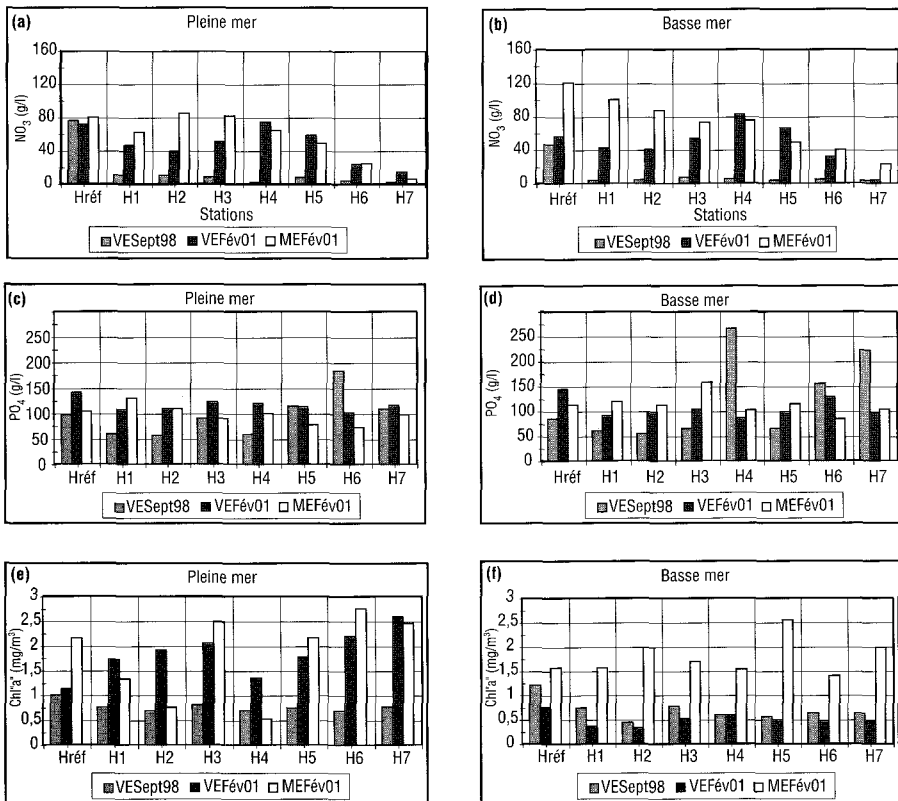 (a)
Pleine mer
NO3 (g/l)
160
120
80
40
0
Hréf H1 H2 H3 H4 H5 H6 H7
Stations
VESept98 VEFév01 MEFév01
(b)
Basse mer
NO3 (g/l)
160
120
80
40
0
Hréf H1 H2 H3 H4 H5 H6 H7
Stations
VESept98 VEFév01 MEFév01
(c)
Pleine mer
PO4 (g/l)
250
200
150
100
50
0
Hréf H1 H2 H3 H4 H5 H6 H7
VESept98 VEFév01 MEFév01
(d)
Basse mer
PO4 (g/l)
250
200
150
100
50
0
Hréf H1 H2 H3 H4 H5 H6 H7
VESept98 VEFév01 MEFév01
(e)
Pleine mer
Chl"a" (mg/m3)
3
2,5
2
1,5
1
0,5
0
Hréf H1 H2 H3 H4 H5 H6 H7
VESept98 VEFév01 MEFév01
(f)
Basse mer
Chl"a" (mg/m3)
3
2,5
2
1,5
1
0,5
0
Hréf H1 H2 H3 H4 H5 H6 H7
VESept98 VEFév01 MEFév01